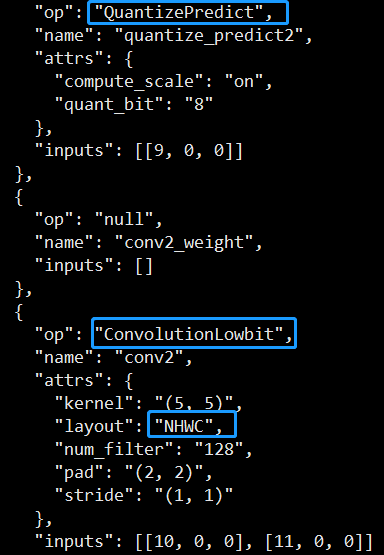 "op": "QuantizePredict",
"name": "quantize_predict2",
"attrs": {
"compute_scale": "on",
"quant_bit": "8"
},
"inputs": [[9, 0, 0]]
},
{
"op": "null",
"name": "conv2_weight",
"inputs": []
},
{
"op": "ConvolutionLowbit",
"name": "conv2",
"attrs": {
"kernel": "(5, 5)",
"layout": "NHWC",
"num_filter": "128",
"pad": "(2, 2)",
"stride": "(1, 1)"
},
"inputs": [[10, 0, 0], [11, 0, 0]]